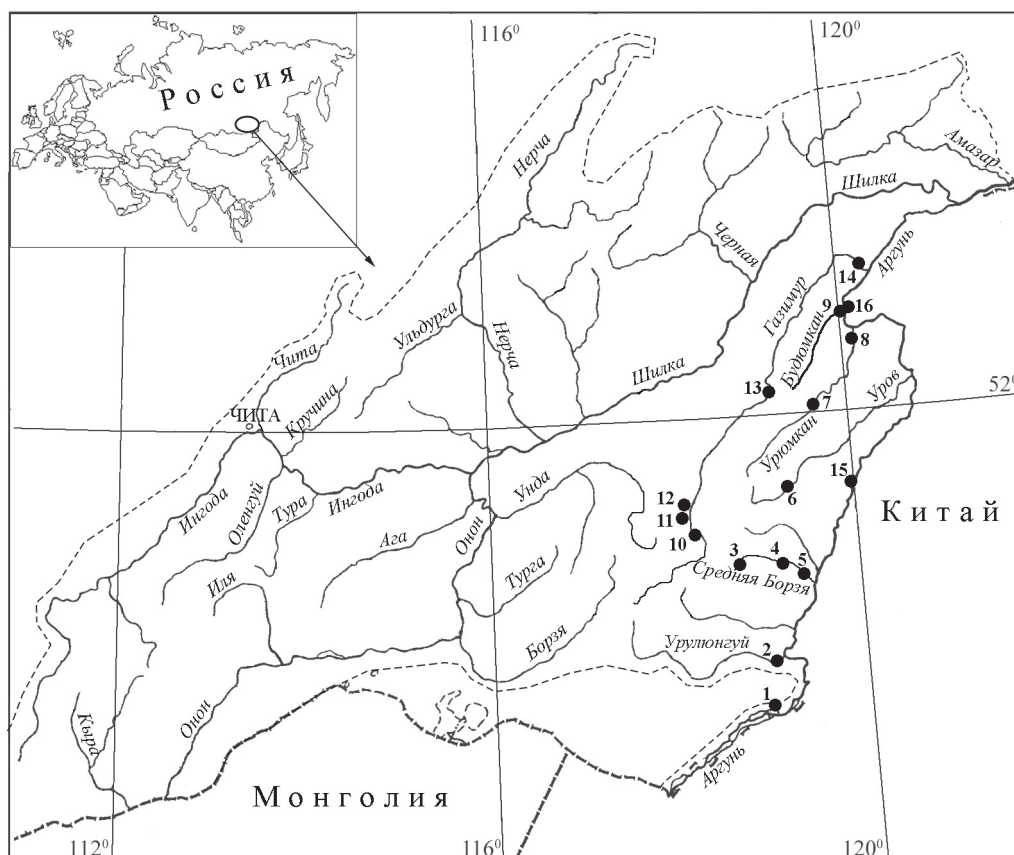 Россия
116⁰
120⁰
Нерча
Амазар
Шилка
Черная
Аргунь
14
Газимур
9
16
Будюмкан
8
Ульдурга
Нерча
Чита
Шилка
13
7
Уров
52⁰
ЧИТА
Кручина
Урюмкан
15
Ингода
Оленгуй
Тура
Ингода
Унда
12
6
Китай
11
Ага
Онон
10
3
4
5
Средняя Борзя
Иля
Турга
Борзя
Урулюнгуй
2
1
Кыра
Онон
Аргунь
Монголия
112⁰
116⁰
120⁰